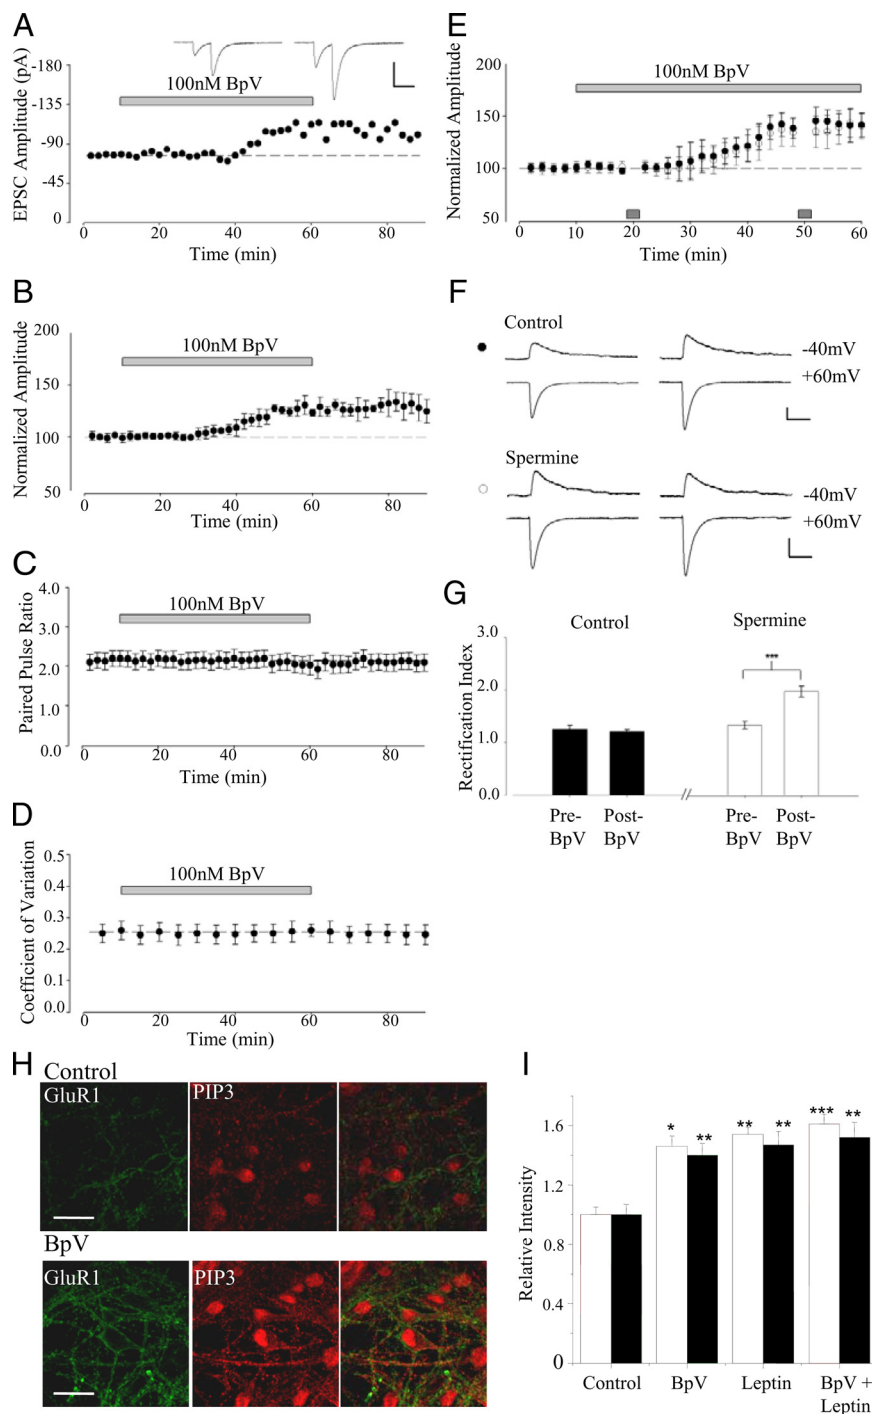 A
EPSC Amplitude (pA)
-180
-135
-90
-45
0
100nM BpV
0 20 40 60 80
Time (min)
B
Normalized Amplitude
200
150
100
50
100nM BpV
0 20 40 60 80
Time (min)
C
Paired Pulse Ratio
4.0
3.0
2.0
1.0
0.0
100nM BpV
0 20 40 60 80
Time (min)
D
Coefficient of Variation
0.5
0.4
0.3
0.2
0.1
0.0
100nM BpV
0 20 40 60 80
Time (min)
E
Normalized Amplitude
200
150
100
50
100nM BpV
0 10 20 30 40 50 60
Time (min)
F
Control
-40mV
+60mV
Spermine
-40mV
+60mV
G
Rectification Index
3.0
2.0
1.0
0.0
Control Spermine
***
Pre- Post- Pre- Post-
BpV BpV BpV BpV
H
Control
GluR1 PIP3
BpV
GluR1 PIP3
I
Relative Intensity
1.6
1.2
0.8
0.4
0
* ** ** ** *** **
Control BpV Leptin BpV +
Leptin